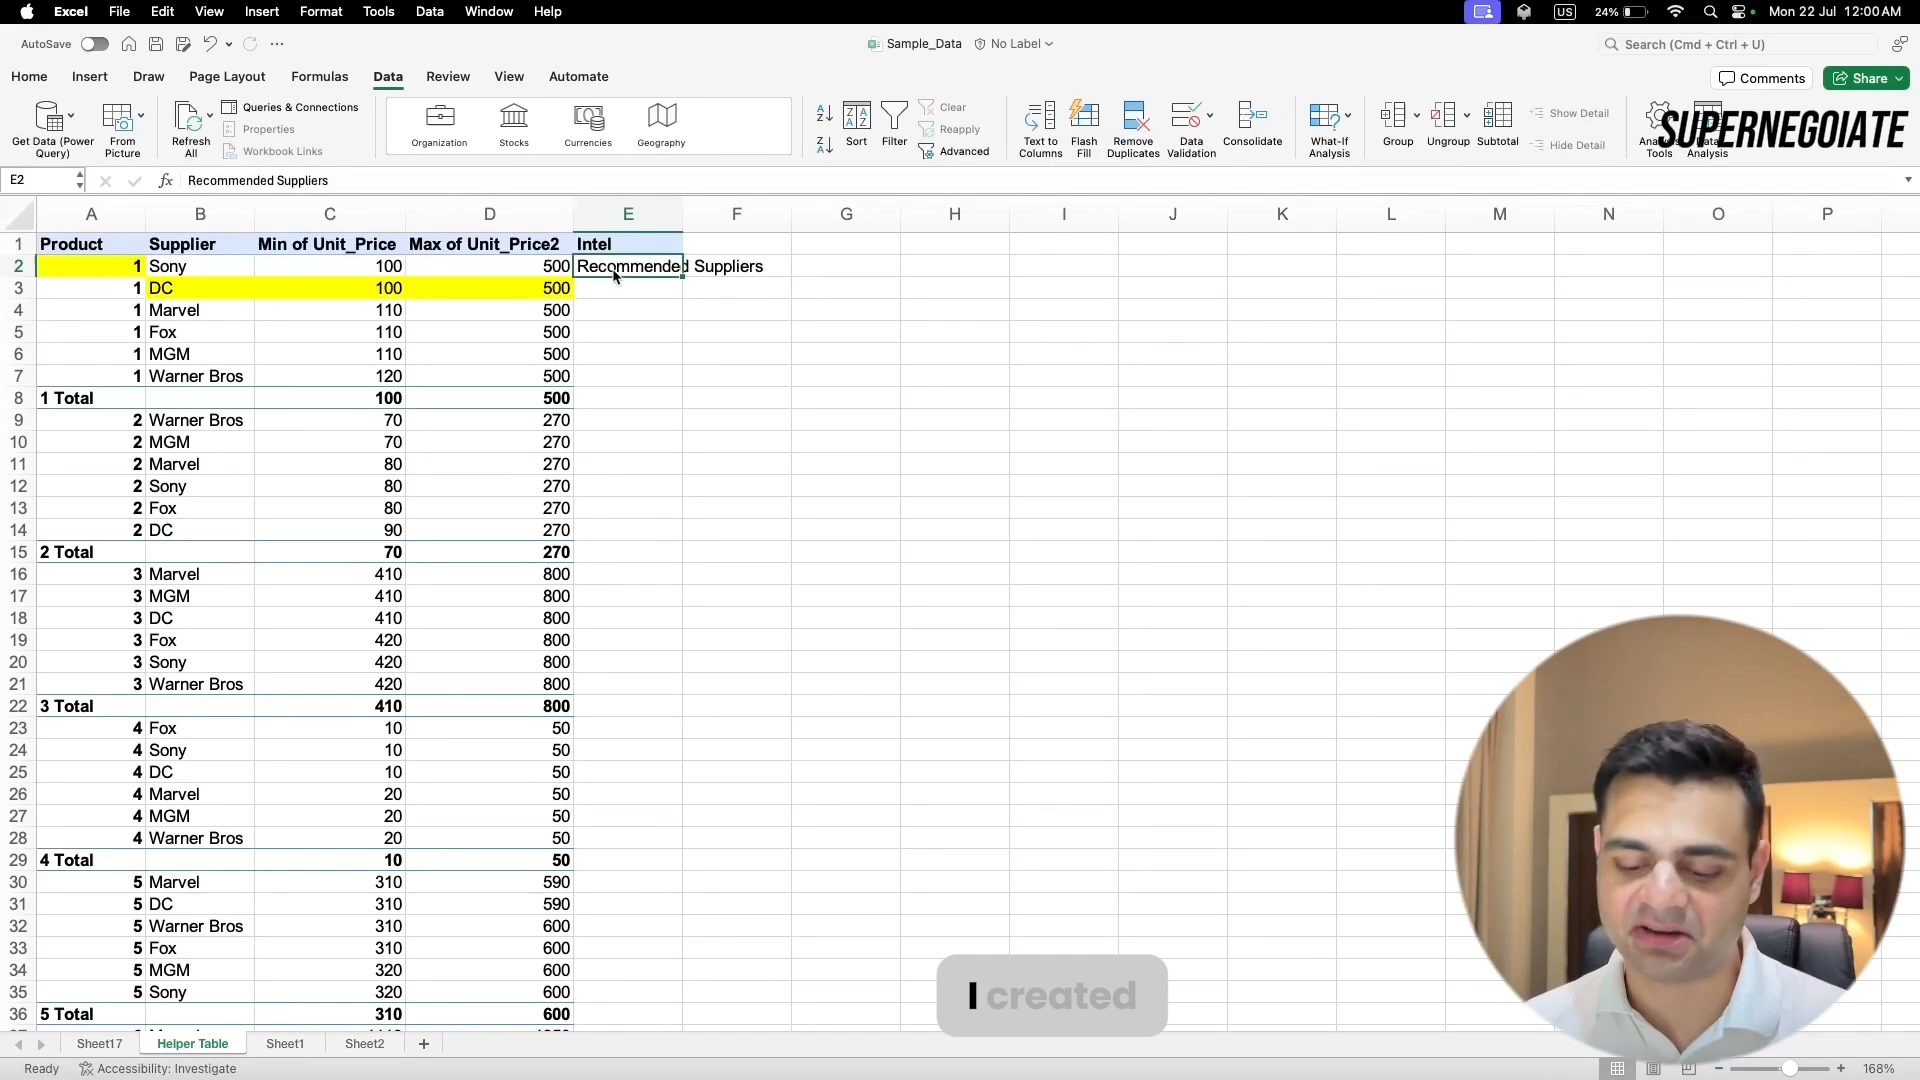 Excel File Edit View Insert Format Tools Data Window Help US 24% Mon 22 Jul 12:00 AM
AutoSave Sample_Data No Label Search (Cmd + Ctrl + U)
Home Insert Draw Page Layout Formulas Data Review View Automate Comments Share
Get Data (Power Query) From Picture Refresh All Queries & Connections Properties Workbook Links Organization Stocks Currencies Geography Sort Filter Clear Reapply Advanced Text to Columns Flash Fill Remove Duplicates Data Validation Consolidate What-If Analysis Group Ungroup Subtotal Show Detail Hide Detail Tools Data Analysis
SUPERNEGOIATE
E2 fx Recommended Suppliers
A B C D E F G H I J K L M N O P
1 Product Supplier Min of Unit_Price Max of Unit_Price2 Intel
2 1 Sony 100 500 Recommended Suppliers
3 1 DC 100 500
4 1 Marvel 110 500
5 1 Fox 110 500
6 1 MGM 110 500
7 1 Warner Bros 120 500
8 1 Total 100 500
9 2 Warner Bros 70 270
10 2 MGM 70 270
11 2 Marvel 80 270
12 2 Sony 80 270
13 2 Fox 80 270
14 2 DC 90 270
15 2 Total 70 270
16 3 Marvel 410 800
17 3 MGM 410 800
18 3 DC 410 800
19 3 Fox 420 800
20 3 Sony 420 800
21 3 Warner Bros 420 800
22 3 Total 410 800
23 4 Fox 10 50
24 4 Sony 10 50
25 4 DC 10 50
26 4 Marvel 20 50
27 4 MGM 20 50
28 4 Warner Bros 20 50
29 4 Total 10 50
30 5 Marvel 310 590
31 5 DC 310 590
32 5 Warner Bros 310 600
33 5 Fox 310 600
34 5 MGM 320 600
35 5 Sony 320 600
36 5 Total 310 600
I created
Sheet17 Helper Table Sheet1 Sheet2
Ready Accessibility: Investigate 168%